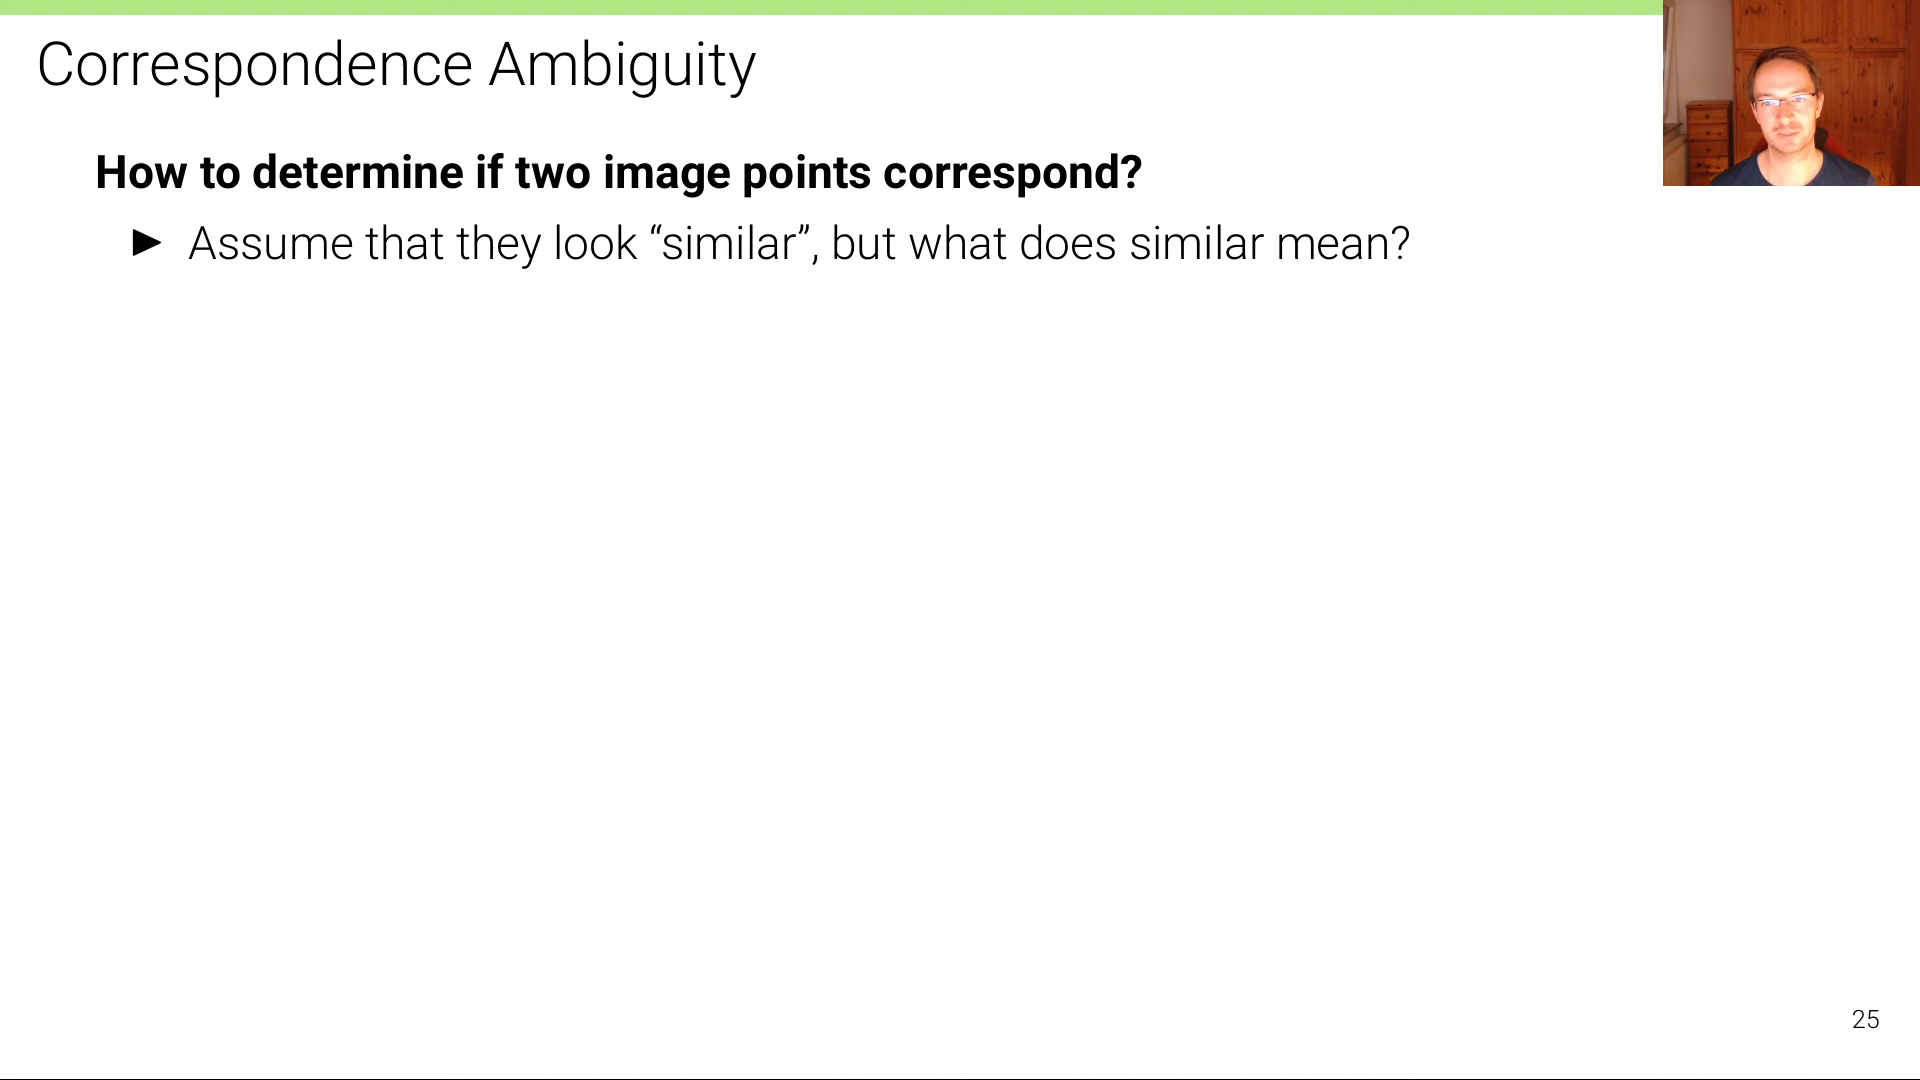 Correspondence Ambiguity
How to determine if two image points correspond?
► Assume that they look “similar”, but what does similar mean?
25